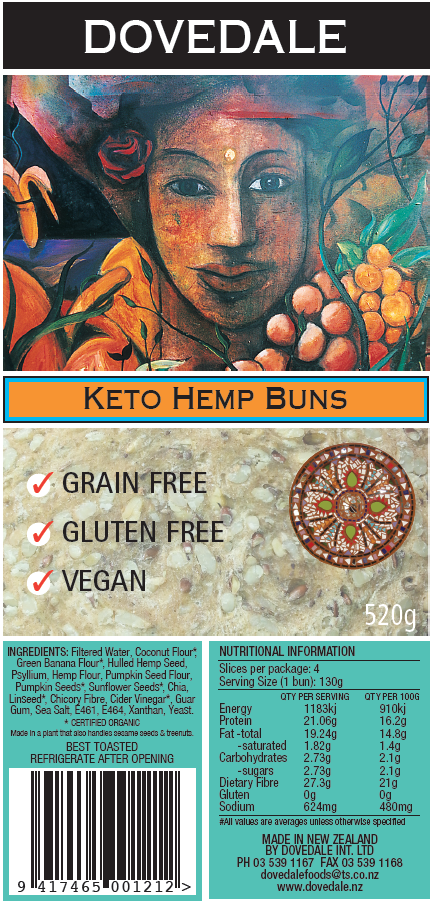 DOVEDALE
KETO HEMP BUNS
GRAIN FREE
GLUTEN FREE
VEGAN
520g
INGREDIENTS: Filtered Water, Coconut Flour*,
Green Banana Flour*, Hulled Hemp Seed,
Psyllium, Hemp Flour, Pumpkin Seed Flour,
Pumpkin Seeds*, Sunflower Seeds*, Chia,
Linseed*, Chicory Fibre, Cider Vinegar*, Guar
Gum, Sea Salt, E461, E464, Xanthan, Yeast.
* CERTIFIED ORGANIC
Made in a plant that also handles sesame seeds & treenuts.
BEST TOASTED
REFRIGERATE AFTER OPENING
9 417465 001212 >
NUTRITIONAL INFORMATION
Slices per package: 4
Serving Size (1 bun): 130g
QTY PER SERVING QTY PER 100G
Energy 1183kj 910kj
Protein 21.06g 16.2g
Fat -total 19.24g 14.8g
-saturated 1.82g 1.4g
Carbohydrates 2.73g 2.1g
-sugars 2.73g 2.1g
Dietary Fibre 27.3g 21g
Gluten 0g 0g
Sodium 624mg 480mg
#All values are averages unless otherwise specified
MADE IN NEW ZEALAND
BY DOVEDALE INT. LTD
PH 03 539 1167 FAX 03 539 1168
dovedalefoods@ts.co.nz
www.dovedale.nz